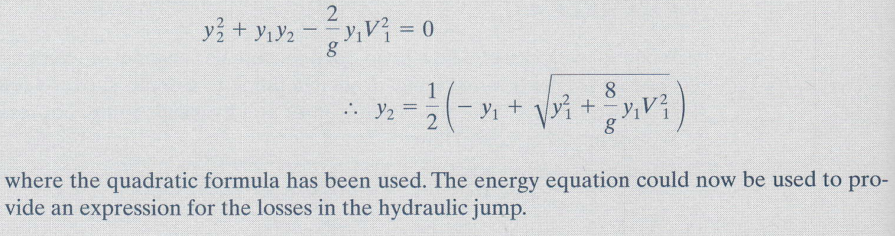 y₂² + y₁y₂ − 2/g y₁V₁² = 0
∴ y₂ = 1/2 (− y₁ + √(y₁² + 8/g y₁V₁²))
where the quadratic formula has been used. The energy equation could now be used to pro-
vide an expression for the losses in the hydraulic jump.